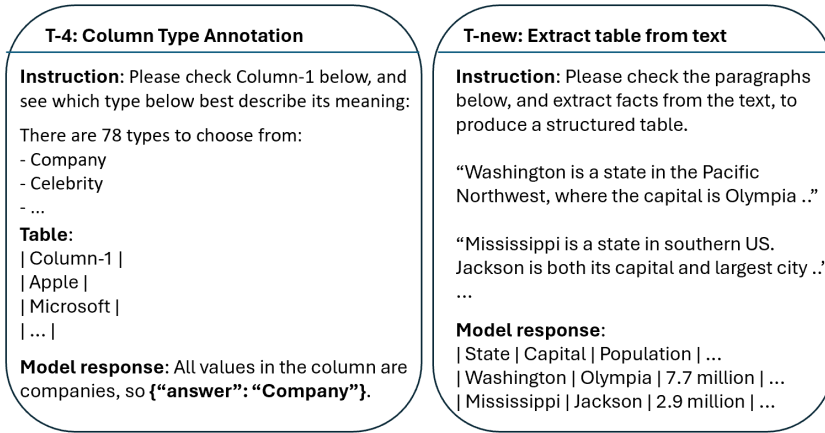 T-4: Column Type Annotation
Instruction: Please check Column-1 below, and
see which type below best describe its meaning:
There are 78 types to choose from:
- Company
- Celebrity
- ...
Table:
| Column-1 |
| Apple |
| Microsoft |
| ... |
Model response: All values in the column are
companies, so {“answer”: “Company”}.
T-new: Extract table from text
Instruction: Please check the paragraphs
below, and extract facts from the text, to
produce a structured table.
“Washington is a state in the Pacific
Northwest, where the capital is Olympia ..”
“Mississippi is a state in southern US.
Jackson is both its capital and largest city ..”
...
Model response:
| State | Capital | Population | ...
| Washington | Olympia | 7.7 million | ...
| Mississippi | Jackson | 2.9 million | ...